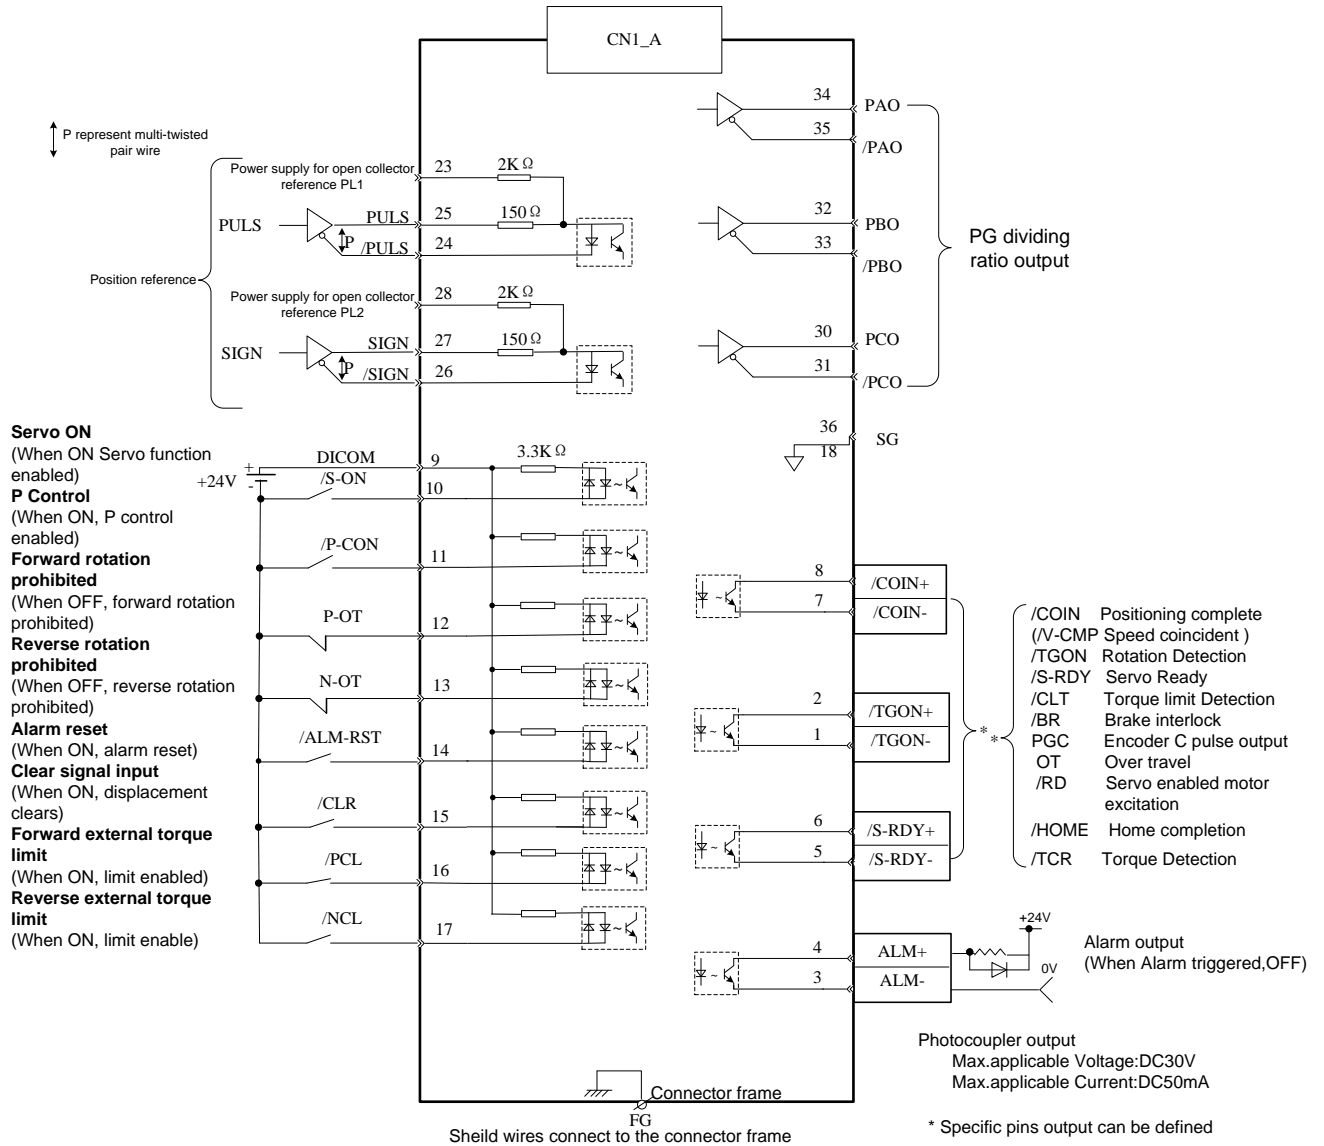 CN1_A
P represent multi-twisted
pair wire
Position reference
Power supply for open collector
reference PL1
23
2K Ω
PULS
PULS
25
150 Ω
P
/PULS
24
Power supply for open collector
reference PL2
28
2K Ω
SIGN
SIGN
27
150 Ω
P
/SIGN
26
34
PAO
35
/PAO
32
PBO
33
/PBO
30
PCO
31
/PCO
PG dividing
ratio output
36
SG
18
Servo ON
(When ON Servo function
enabled)
P Control
(When ON, P control
enabled)
Forward rotation
prohibited
(When OFF, forward rotation
prohibited)
Reverse rotation
prohibited
(When OFF, reverse rotation
prohibited)
Alarm reset
(When ON, alarm reset)
Clear signal input
(When ON, displacement
clears)
Forward external torque
limit
(When ON, limit enabled)
Reverse external torque
limit
(When ON, limit enable)
+24V
+
-
DICOM
9
3.3K Ω
/S-ON
10
/P-CON
11
P-OT
12
N-OT
13
/ALM-RST
14
/CLR
15
/PCL
16
/NCL
17
8
/COIN+
7
/COIN-
2
/TGON+
1
/TGON-
6
/S-RDY+
5
/S-RDY-
4
ALM+
3
ALM-
*
*
/COIN Positioning complete
(/V-CMP Speed coincident )
/TGON Rotation Detection
/S-RDY Servo Ready
/CLT Torque limit Detection
/BR Brake interlock
PGC Encoder C pulse output
OT Over travel
/RD Servo enabled motor
excitation
/HOME Home completion
/TCR Torque Detection
+24V
0V
Alarm output
(When Alarm triggered,OFF)
Photocoupler output
Max.applicable Voltage:DC30V
Max.applicable Current:DC50mA
* Specific pins output can be defined
Connector frame
FG
Sheild wires connect to the connector frame